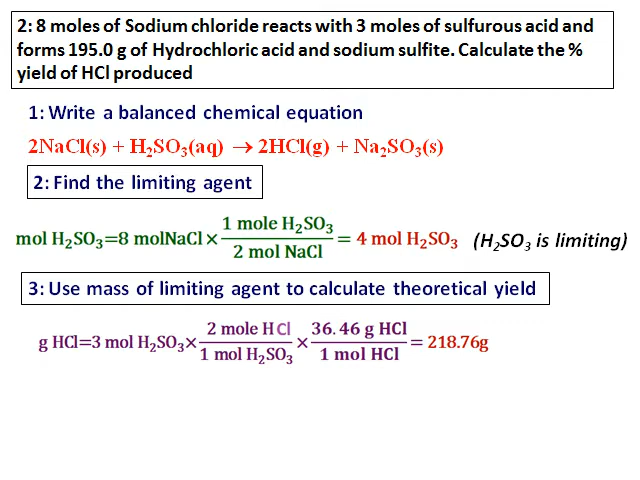 2: 8 moles of Sodium chloride reacts with 3 moles of sulfurous acid and
forms 195.0 g of Hydrochloric acid and sodium sulfite. Calculate the %
yield of HCl produced
1: Write a balanced chemical equation
2NaCl(s) + H₂SO₃(aq) → 2HCl(g) + Na₂SO₃(s)
2: Find the limiting agent
mol H₂SO₃=8 molNaCl × 1 mole H₂SO₃ / 2 mol NaCl = 4 mol H₂SO₃ (H₂SO₃ is limiting)
3: Use mass of limiting agent to calculate theoretical yield
g HCl=3 mol H₂SO₃× 2 mole HCl / 1 mol H₂SO₃ × 36.46 g HCl / 1 mol HCl = 218.76g